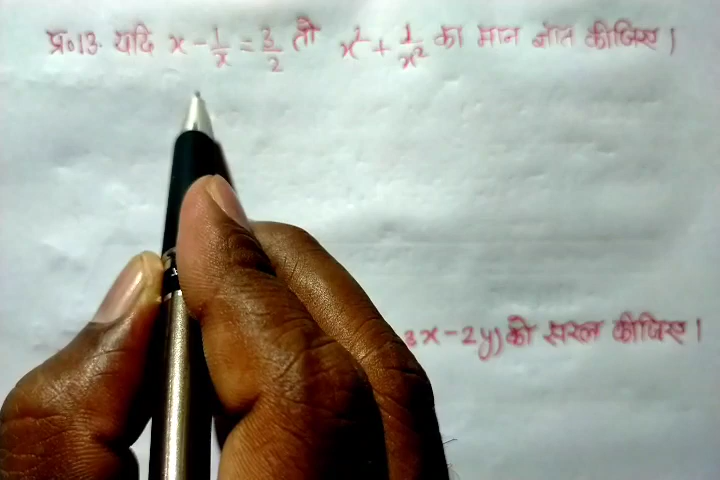 प्र०13. यदि x - 1/x = 3/2 तो x² + 1/x² का मान ज्ञात कीजिए।
3x-2y) को सरल कीजिए।